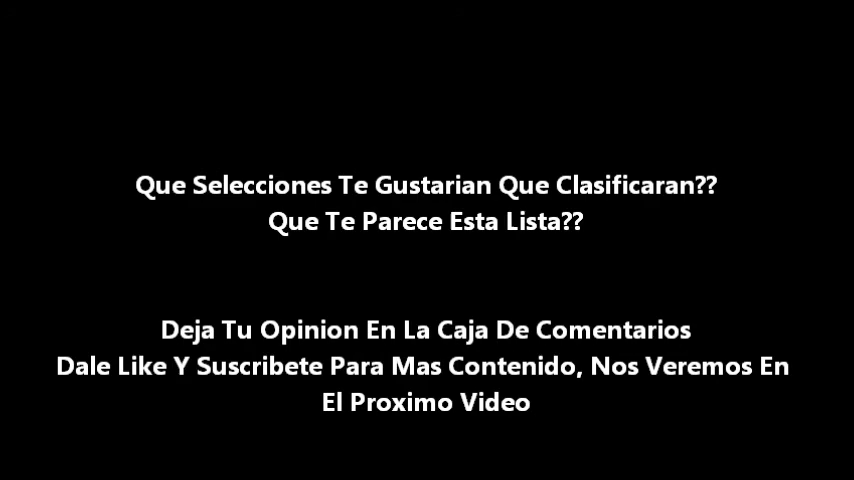 Que Selecciones Te Gustarian Que Clasificaran??
Que Te Parece Esta Lista??
Deja Tu Opinion En La Caja De Comentarios
Dale Like Y Suscribete Para Mas Contenido, Nos Veremos En
El Proximo Video